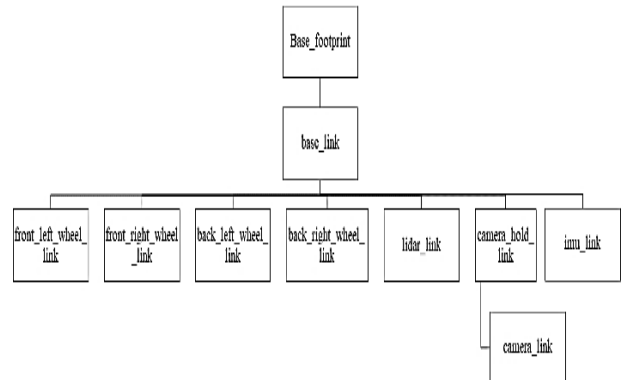 Base_footprint
base_link
front_left_wheel_
link
front_right_wheel
_link
back_left_wheel_
link
back_right_wheel_
link
lidar_link
camera_hold_
link
imu_link
camera_link